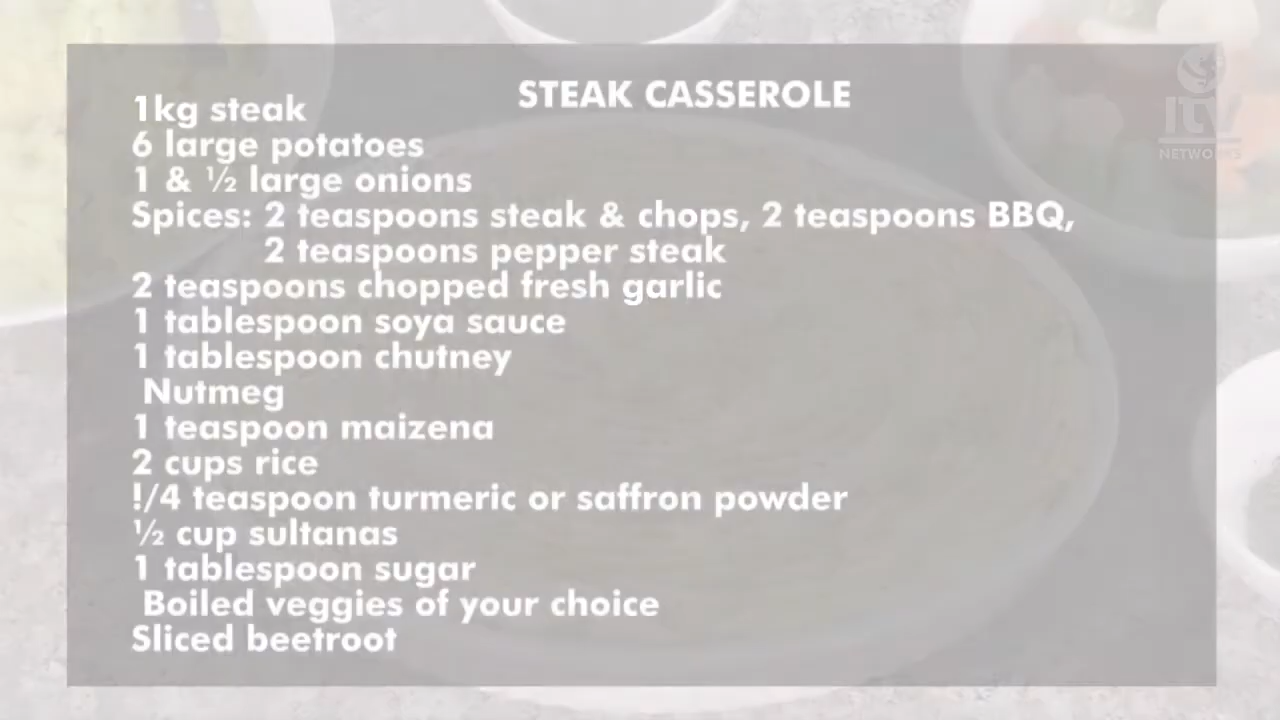 STEAK CASSEROLE
1kg steak
6 large potatoes
1 & ½ large onions
Spices: 2 teaspoons steak & chops, 2 teaspoons BBQ,
2 teaspoons pepper steak
2 teaspoons chopped fresh garlic
1 tablespoon soya sauce
1 tablespoon chutney
Nutmeg
1 teaspoon maizena
2 cups rice
!/4 teaspoon turmeric or saffron powder
½ cup sultanas
1 tablespoon sugar
Boiled veggies of your choice
Sliced beetroot
ITV
NETWORKS